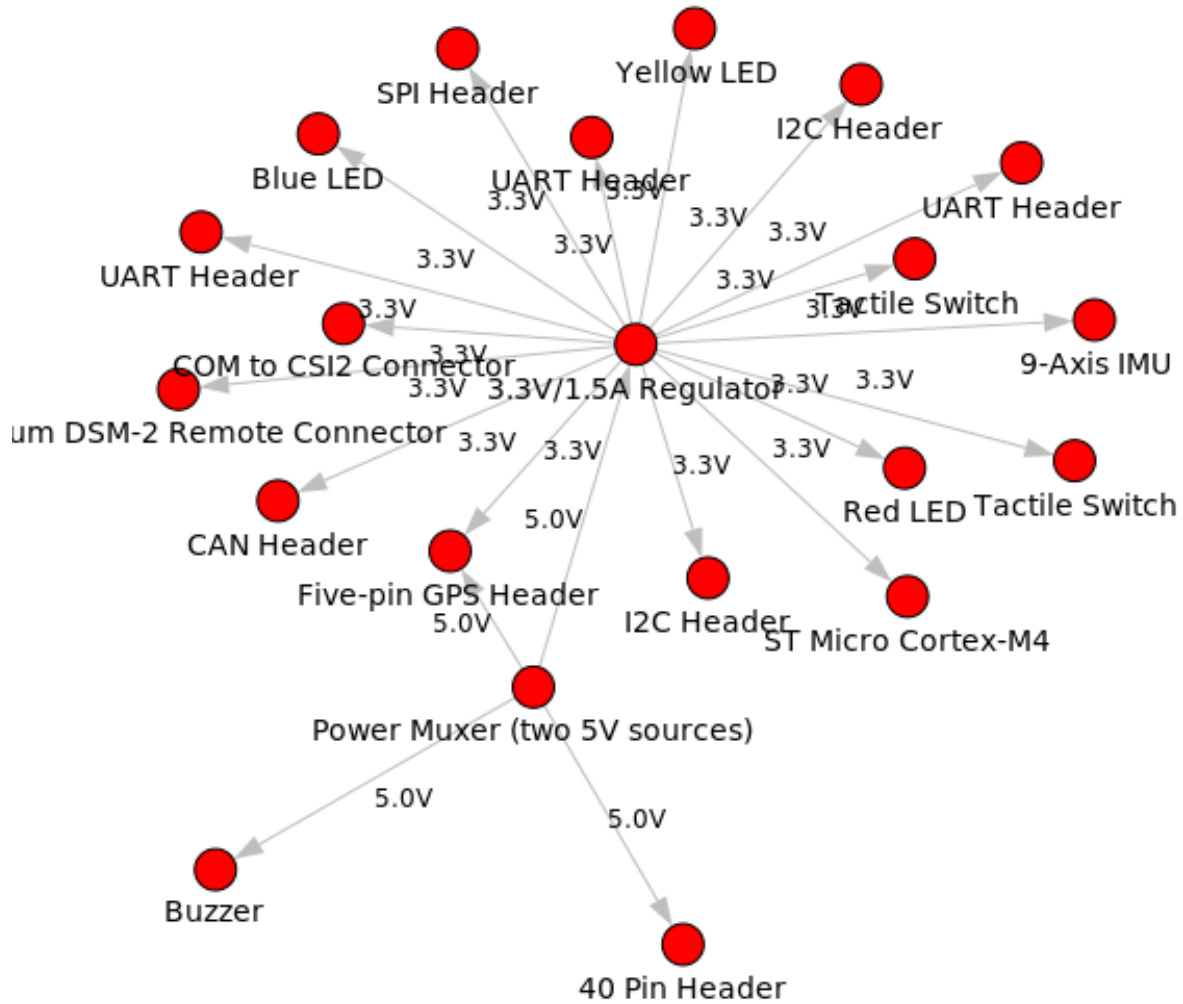 Yellow LED
SPI Header
I2C Header
Blue LED
UART Header
3.3V
3.3V
UART Header
3.3V
3.3V
3.3V
UART Header
3.3V
3.3V
Tactile Switch
3.3V
3.3V
COM to CSI2 Connector
3.3V
9-Axis IMU
3.3V
3.3V/1.5A Regulator
3.3V
3.3V
um DSM-2 Remote Connector
3.3V
3.3V
3.3V
3.3V
Red LED
Tactile Switch
5.0V
CAN Header
Five-pin GPS Header
5.0V
I2C Header
ST Micro Cortex-M4
Power Muxer (two 5V sources)
5.0V
5.0V
Buzzer
40 Pin Header